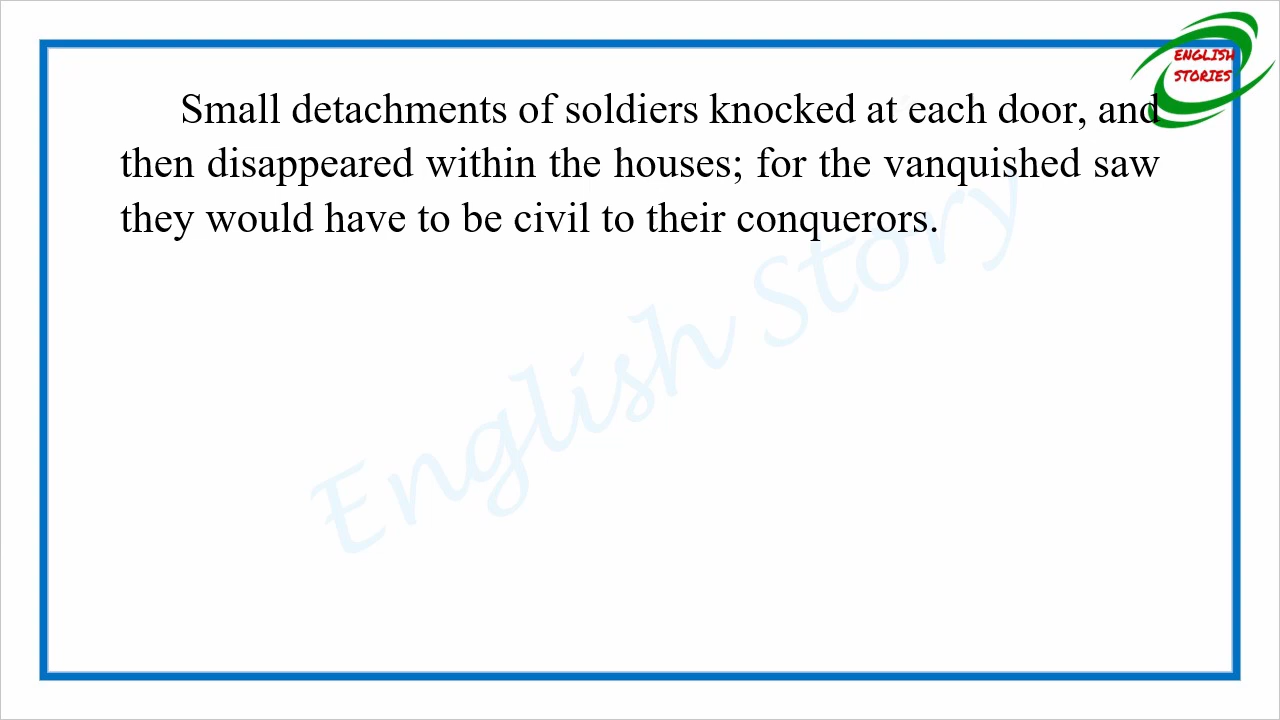 ENGLISH
STORIES
Small detachments of soldiers knocked at each door, and
then disappeared within the houses; for the vanquished saw
they would have to be civil to their conquerors.
English Story